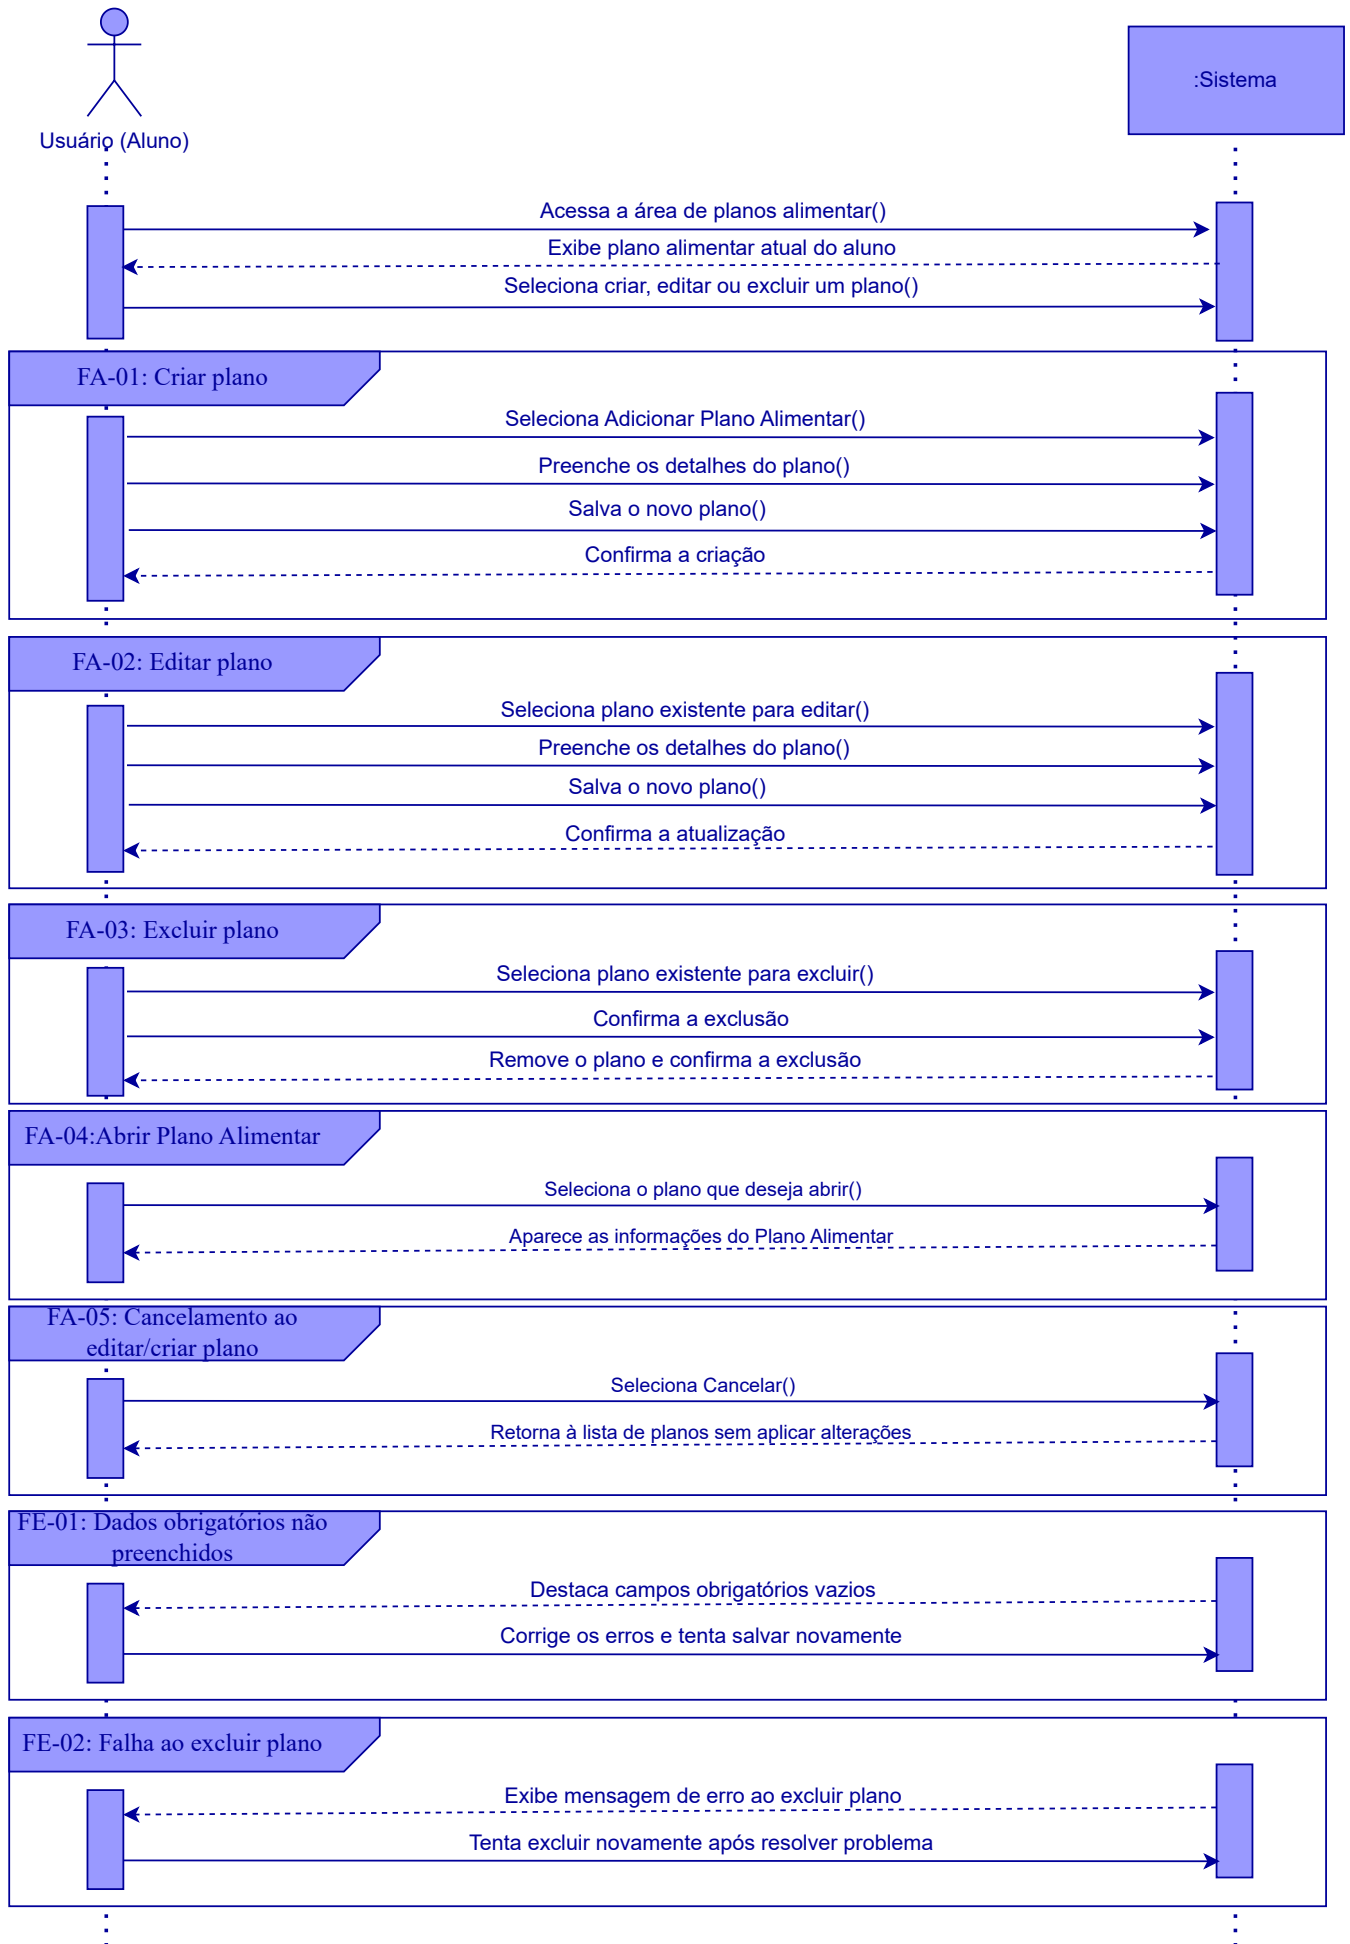 Usuário (Aluno)
:Sistema
Acessa a área de planos alimentar()
Exibe plano alimentar atual do aluno
Seleciona criar, editar ou excluir um plano()
FA-01: Criar plano
Seleciona Adicionar Plano Alimentar()
Preenche os detalhes do plano()
Salva o novo plano()
Confirma a criação
FA-02: Editar plano
Seleciona plano existente para editar()
Preenche os detalhes do plano()
Salva o novo plano()
Confirma a atualização
FA-03: Excluir plano
Seleciona plano existente para excluir()
Confirma a exclusão
Remove o plano e confirma a exclusão
FA-04:Abrir Plano Alimentar
Seleciona o plano que deseja abrir()
Aparece as informações do Plano Alimentar
FA-05: Cancelamento ao
editar/criar plano
Seleciona Cancelar()
Retorna à lista de planos sem aplicar alterações
FE-01: Dados obrigatórios não
preenchidos
Destaca campos obrigatórios vazios
Corrige os erros e tenta salvar novamente
FE-02: Falha ao excluir plano
Exibe mensagem de erro ao excluir plano
Tenta excluir novamente após resolver problema